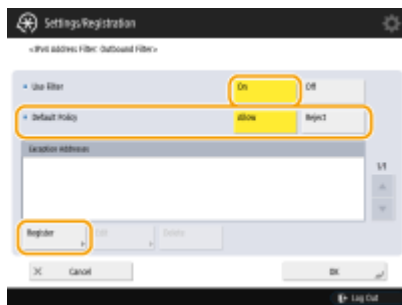 Settings/Registration
<IPv4 Address Filter: Outbound Filter>
Use Filter
On
Off
Default Policy
Allow
Reject
Exception Addresses
1/1
Register
Edit
Delete
Cancel
OK
Log Out